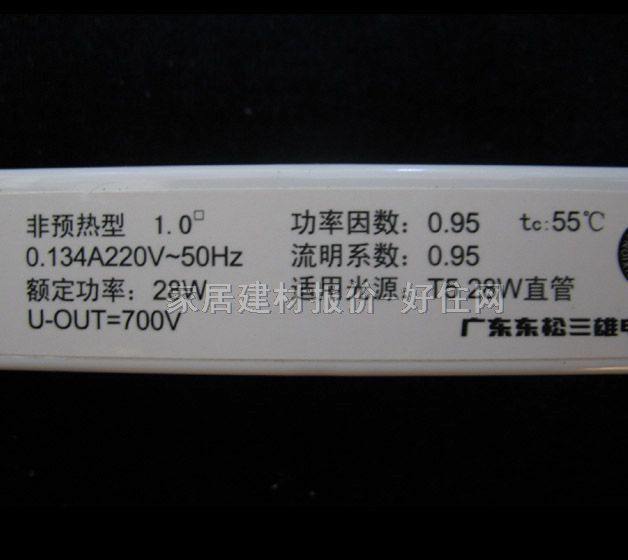 非预热型 1.0□
0.134A220V~50Hz
额定功率：28W
U-OUT=700V
功率因数：0.95 tc:55℃
流明系数：0.95
适用光源：T5-28W直管
广东东松三雄电
家居建材报价 好住网